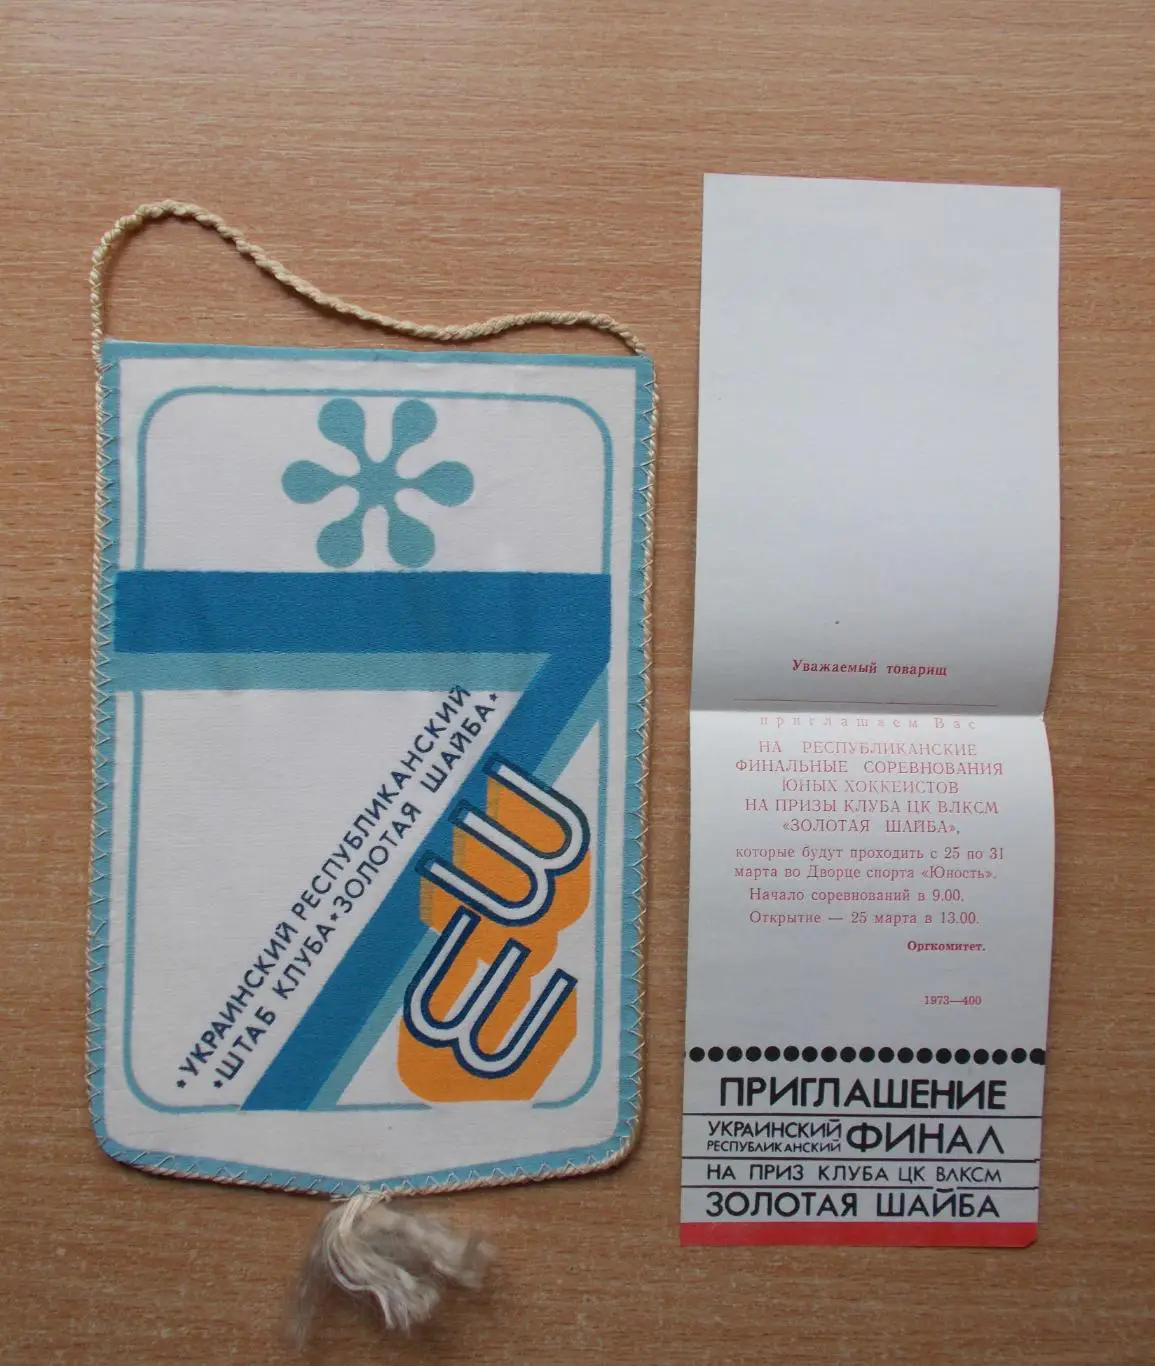 *УКРАИНСКИЙ РЕСПУБЛИКАНСКИЙ
*ШТАБ КЛУБА*ЗОЛОТАЯ ШАЙБА*
Уважаемый товарищ
приглашаем Вас
НА РЕСПУБЛИКАНСКИЕ
ФИНАЛЬНЫЕ СОРЕВНОВАНИЯ
ЮНЫХ ХОККЕИСТОВ
НА ПРИЗЫ КЛУБА ЦК ВЛКСМ
«ЗОЛОТАЯ ШАЙБА»,
которые будут проходить с 25 по 31
марта во Дворце спорта «Юность».
Начало соревнований в 9.00.
Открытие — 25 марта в 13.00.
Оргкомитет.
1973—400
ПРИГЛАШЕНИЕ
УКРАИНСКИЙ
РЕСПУБЛИКАНСКИЙ ФИНАЛ
НА ПРИЗ КЛУБА ЦК ВЛКСМ
ЗОЛОТАЯ ШАЙБА